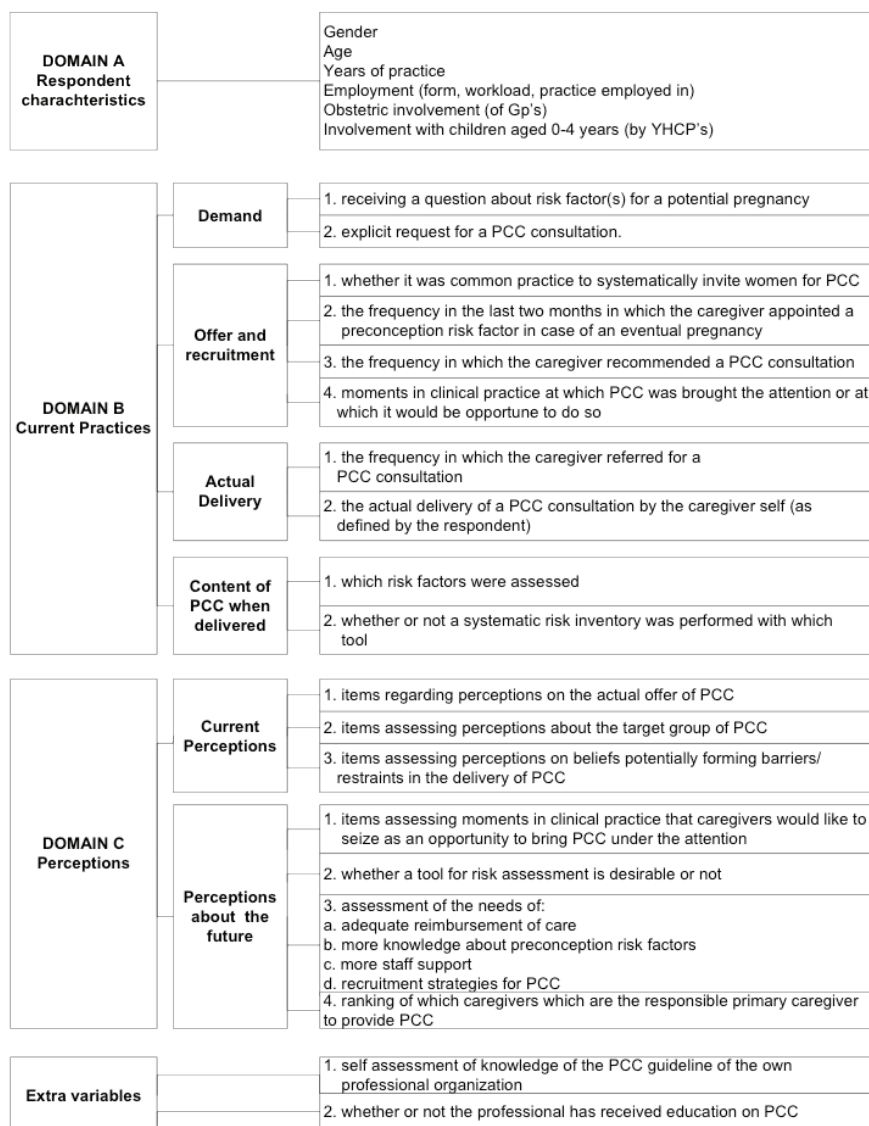 DOMAIN A
Respondent
charachteristics
Gender
Age
Years of practice
Employment (form, workload, practice employed in)
Obstetric involvement (of Gp's)
Involvement with children aged 0-4 years (by YHCP's)
DOMAIN B
Current Practices
Demand
1. receiving a question about risk factor(s) for a potential pregnancy
2. explicit request for a PCC consultation.
Offer and
recruitment
1. whether it was common practice to systematically invite women for PCC
2. the frequency in the last two months in which the caregiver appointed a
preconception risk factor in case of an eventual pregnancy
3. the frequency in which the caregiver recommended a PCC consultation
4. moments in clinical practice at which PCC was brought the attention or at
which it would be opportune to do so
Actual
Delivery
1. the frequency in which the caregiver referred for a
PCC consultation
2. the actual delivery of a PCC consultation by the caregiver self (as
defined by the respondent)
Content of
PCC when
delivered
1. which risk factors were assessed
2. whether or not a systematic risk inventory was performed with which
tool
DOMAIN C
Perceptions
Current
Perceptions
1. items regarding perceptions on the actual offer of PCC
2. items assessing perceptions about the target group of PCC
3. items assessing perceptions on beliefs potentially forming barriers/
restraints in the delivery of PCC
Perceptions
about the
future
1. items assessing moments in clinical practice that caregivers would like to
seize as an opportunity to bring PCC under the attention
2. whether a tool for risk assessment is desirable or not
3. assessment of the needs of:
a. adequate reimbursement of care
b. more knowledge about preconception risk factors
c. more staff support
d. recruitment strategies for PCC
4. ranking of which caregivers which are the responsible primary caregiver
to provide PCC
Extra variables
1. self assessment of knowledge of the PCC guideline of the own
professional organization
2. whether or not the professional has received education on PCC